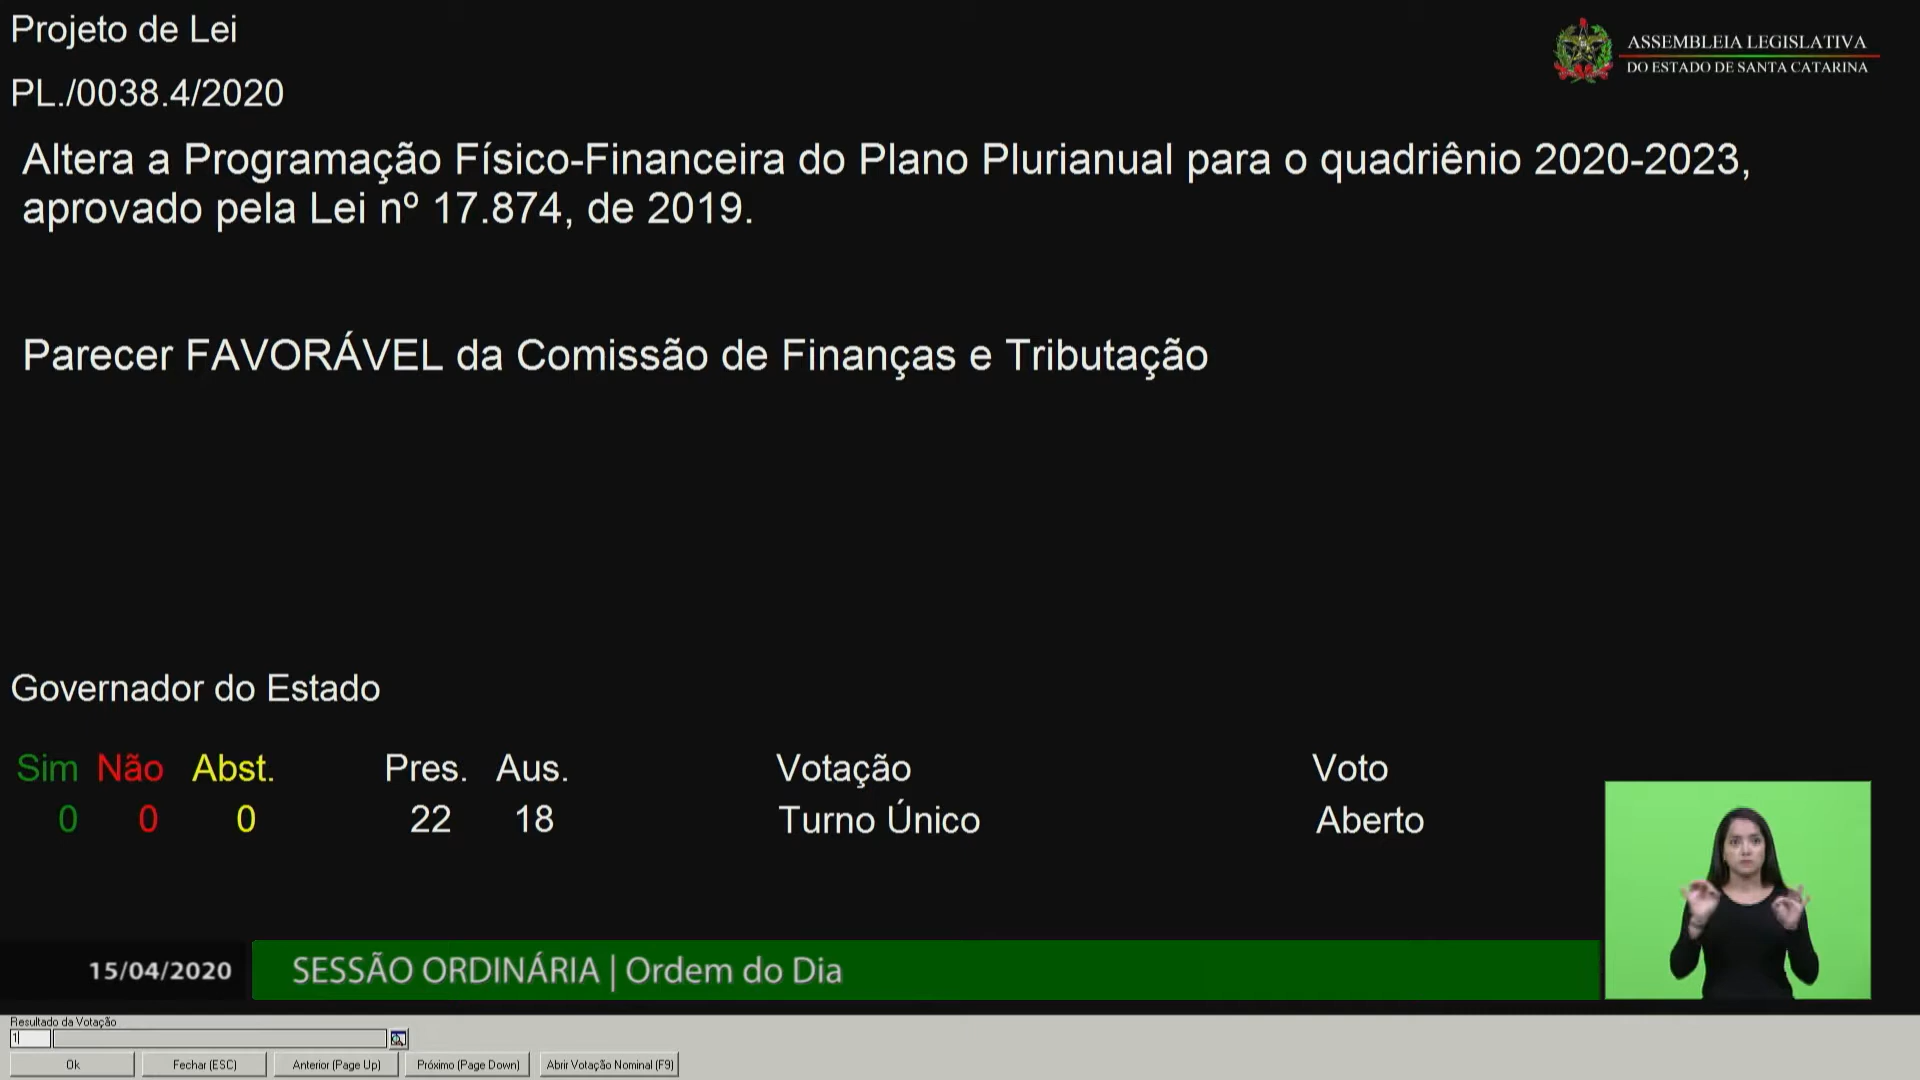 Projeto de Lei
ASSEMBLEIA LEGISLATIVA
DO ESTADO DE SANTA CATARINA
PL./0038.4/2020
Altera a Programação Físico-Financeira do Plano Plurianual para o quadriênio 2020-2023,
aprovado pela Lei nº 17.874, de 2019.
Parecer FAVORÁVEL da Comissão de Finanças e Tributação
Governador do Estado
Sim Não Abst. Pres. Aus. Votação Voto
0 0 0 22 18 Turno Único Aberto
15/04/2020 SESSÃO ORDINÁRIA | Ordem do Dia
Resultado da Votação
1
Ok Fechar (ESC) Anterior (Page Up) Próximo (Page Down) Abrir Votação Nominal (F9)